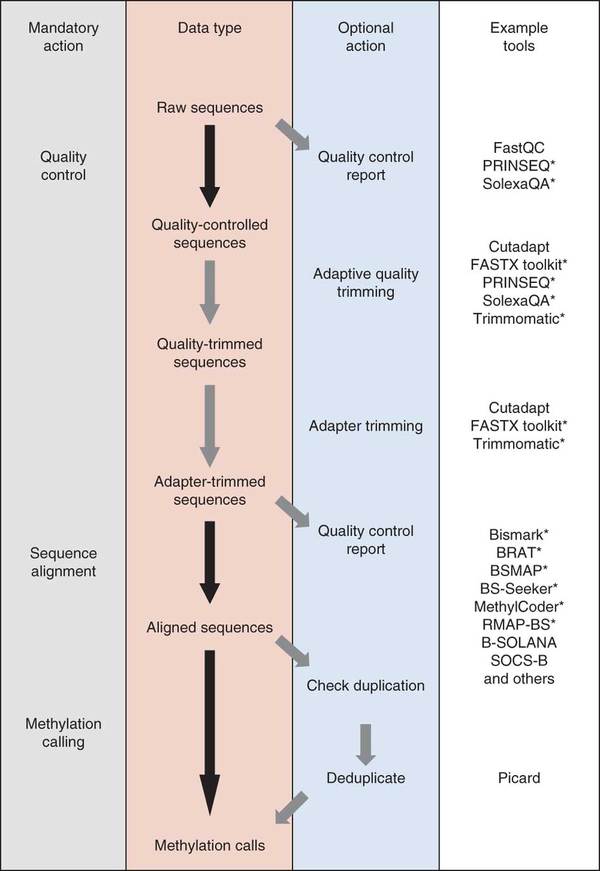 Mandatory
action
Data type
Optional
action
Example
tools
Raw sequences
Quality
control
Quality control
report
FastQC
PRINSEQ*
SolexaQA*
Quality-controlled
sequences
Adaptive quality
trimming
Cutadapt
FASTX toolkit*
PRINSEQ*
SolexaQA*
Trimmomatic*
Quality-trimmed
sequences
Adapter trimming
Cutadapt
FASTX toolkit*
Trimmomatic*
Adapter-trimmed
sequences
Quality control
report
Sequence
alignment
Bismark*
BRAT*
BSMAP*
BS-Seeker*
MethylCoder*
RMAP-BS*
B-SOLANA
SOCS-B
and others
Aligned sequences
Check duplication
Methylation
calling
Deduplicate
Picard
Methylation calls